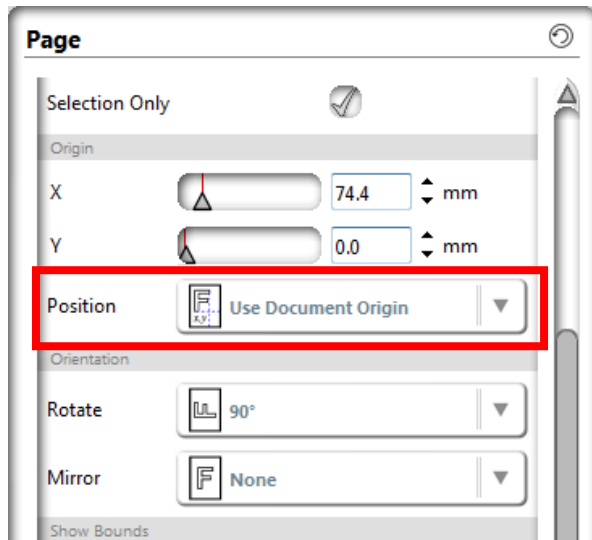 Page
Selection Only
Origin
X 74.4 mm
Y 0.0 mm
Position F x,y Use Document Origin
Orientation
Rotate F 90°
Mirror F None
Show Bounds